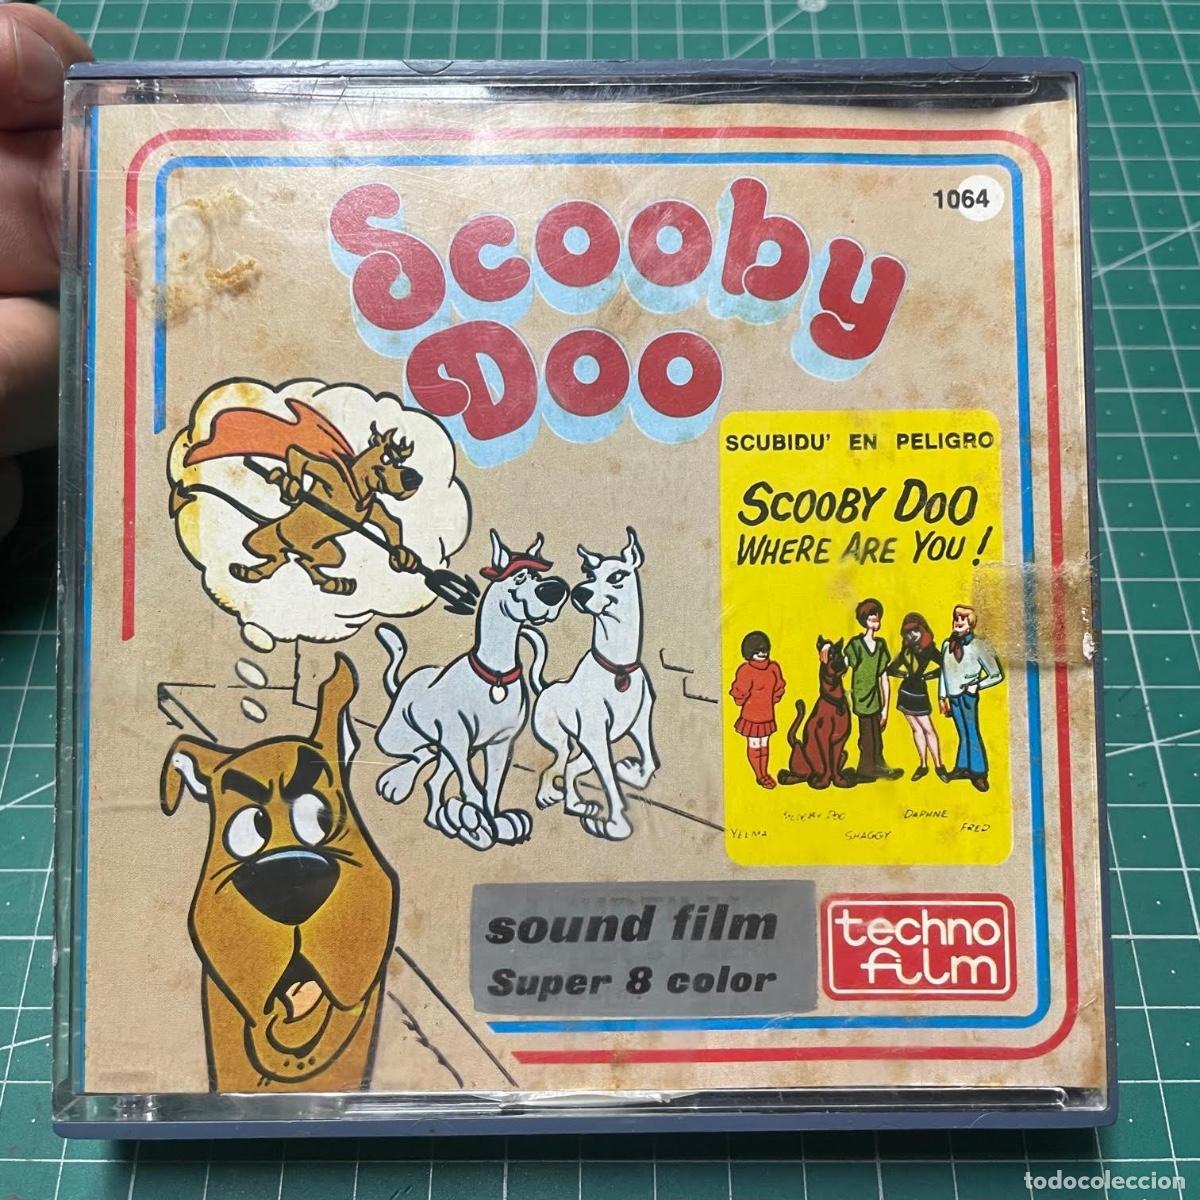 1064
Scooby
Doo
SCUBIDU' EN PELIGRO
SCOOBY DOO
WHERE ARE YOU!
VELMA
SCOOBY DOO
SHAGGY
DAPHNE
FRED
sound film
Super 8 color
techno
film
todocoleccion